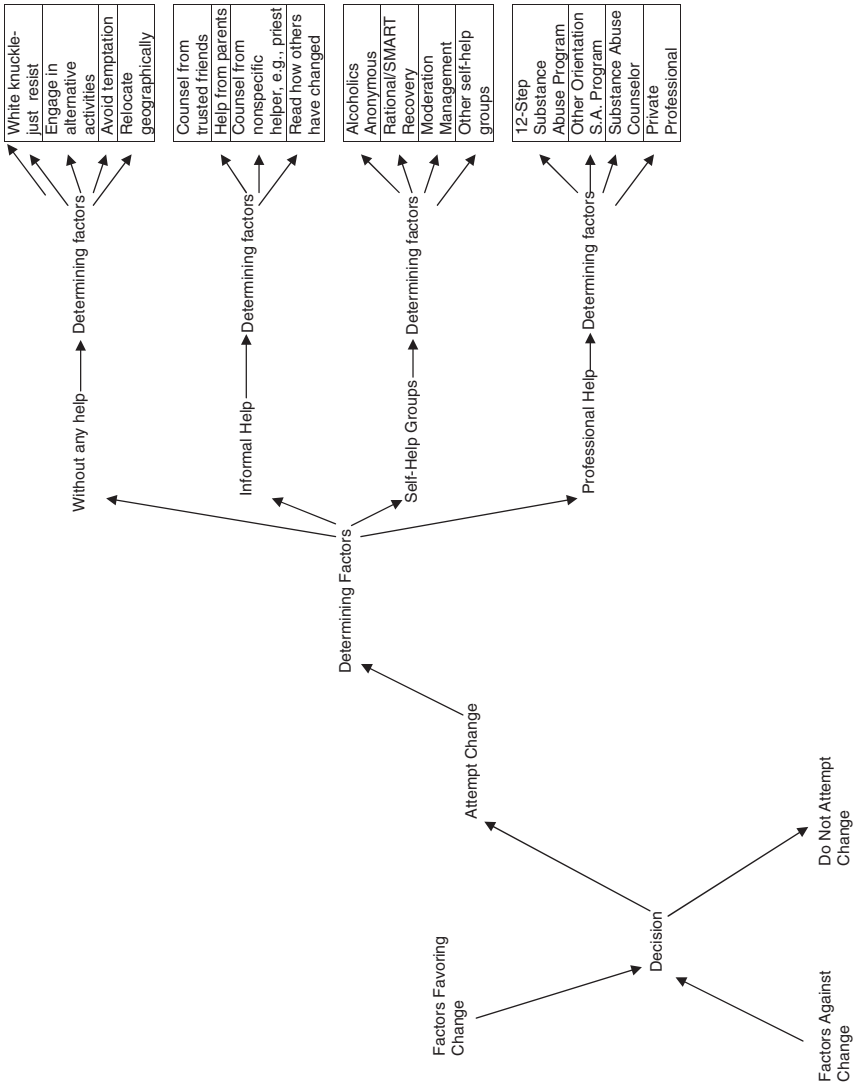 Factors Favoring
Change
Factors Against
Change
Decision
Attempt Change
Do Not Attempt
Change
Determining Factors
Without any help
Determining factors
White knuckle-
just resist
Engage in
alternative
activities
Avoid temptation
Relocate
geographically
Informal Help
Determining factors
Counsel from
trusted friends
Help from parents
Counsel from
nonspecific
helper, e.g., priest
Read how others
have changed
Self-Help Groups
Determining factors
Alcoholics
Anonymous
Rational/SMART
Recovery
Moderation
Management
Other self-help
groups
Professional Help
Determining factors
12-Step
Substance
Abuse Program
Other Orientation
S.A. Program
Substance Abuse
Counselor
Private
Professional